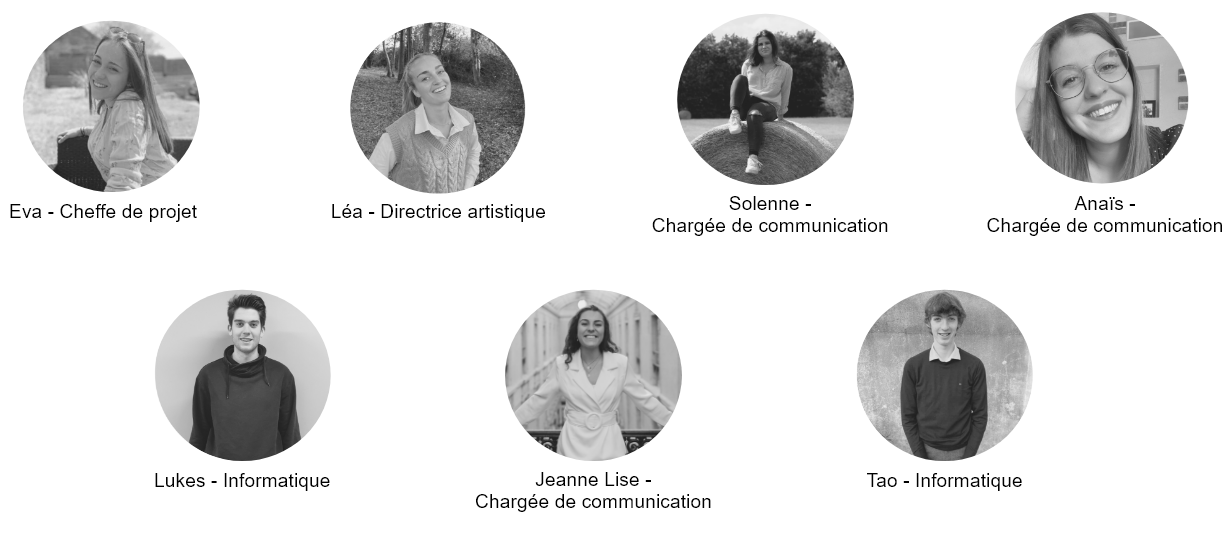 Eva - Cheffe de projet
Léa - Directrice artistique
Solenne -
Chargée de communication
Anaïs -
Chargée de communication
Lukes - Informatique
Jeanne Lise -
Chargée de communication
Tao - Informatique